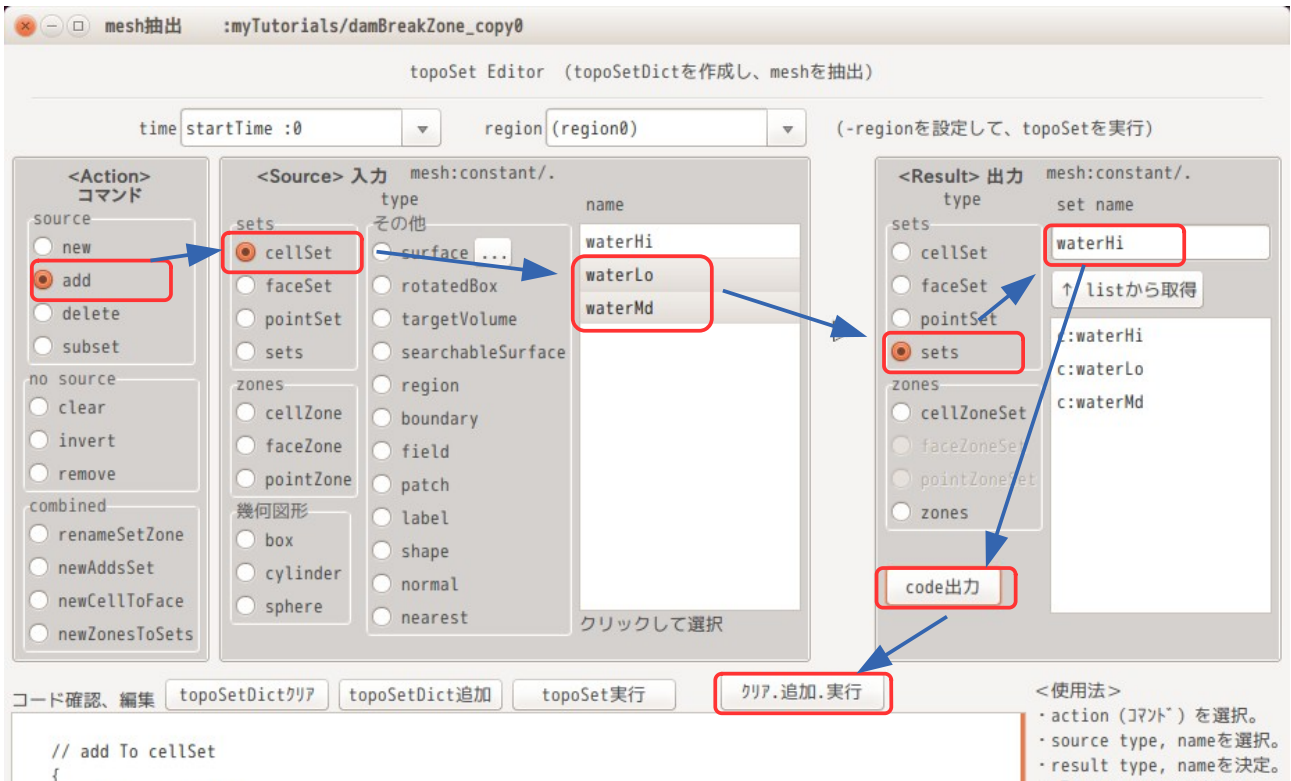 mesh抽出 :myTutorials/damBreakZone_copy0
topoSet Editor （topoSetDictを作成し、meshを抽出）
time startTime :0 region (region0) （-regionを設定して、topoSetを実行）
<Action>
コマンド
source
new
add
delete
subset
no source
clear
invert
remove
combined
renameSetZone
newAddsSet
newCellToFace
newZonesToSets
<Source> 入力 mesh:constant/.
type
name
sets
cellSet
faceSet
pointSet
sets
zones
cellZone
faceZone
pointZone
幾何図形
box
cylinder
sphere
その他
surface ...
rotatedBox
targetVolume
searchableSurface
region
boundary
field
patch
label
shape
normal
nearest
waterHi
waterLo
waterMd
クリックして選択
<Result> 出力 mesh:constant/.
type
set name
sets
cellSet
faceSet
pointSet
sets
zones
cellZoneSet
faceZoneSet
pointZoneSet
zones
waterHi
↑ listから取得
c:waterHi
c:waterLo
c:waterMd
code出力
コード確認、編集 topoSetDictｸﾘｱ topoSetDict追加 topoSet実行 ｸﾘｱ.追加.実行
// add To cellSet
{
<使用法>
・action（ｺﾏﾝﾄﾞ）を選択。
・source type, nameを選択。
・result type, nameを決定。